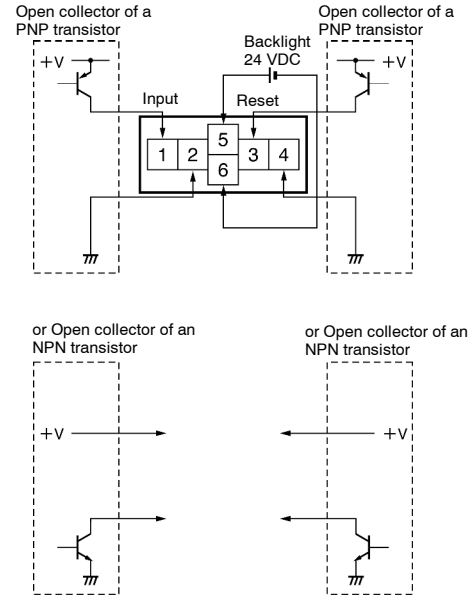 Open collector of a
PNP transistor
Open collector of a
PNP transistor
+V
Backlight
24 VDC
+V
Input
Reset
1 2 5 3 4
6
or Open collector of an
NPN transistor
or Open collector of an
NPN transistor
+V
+V